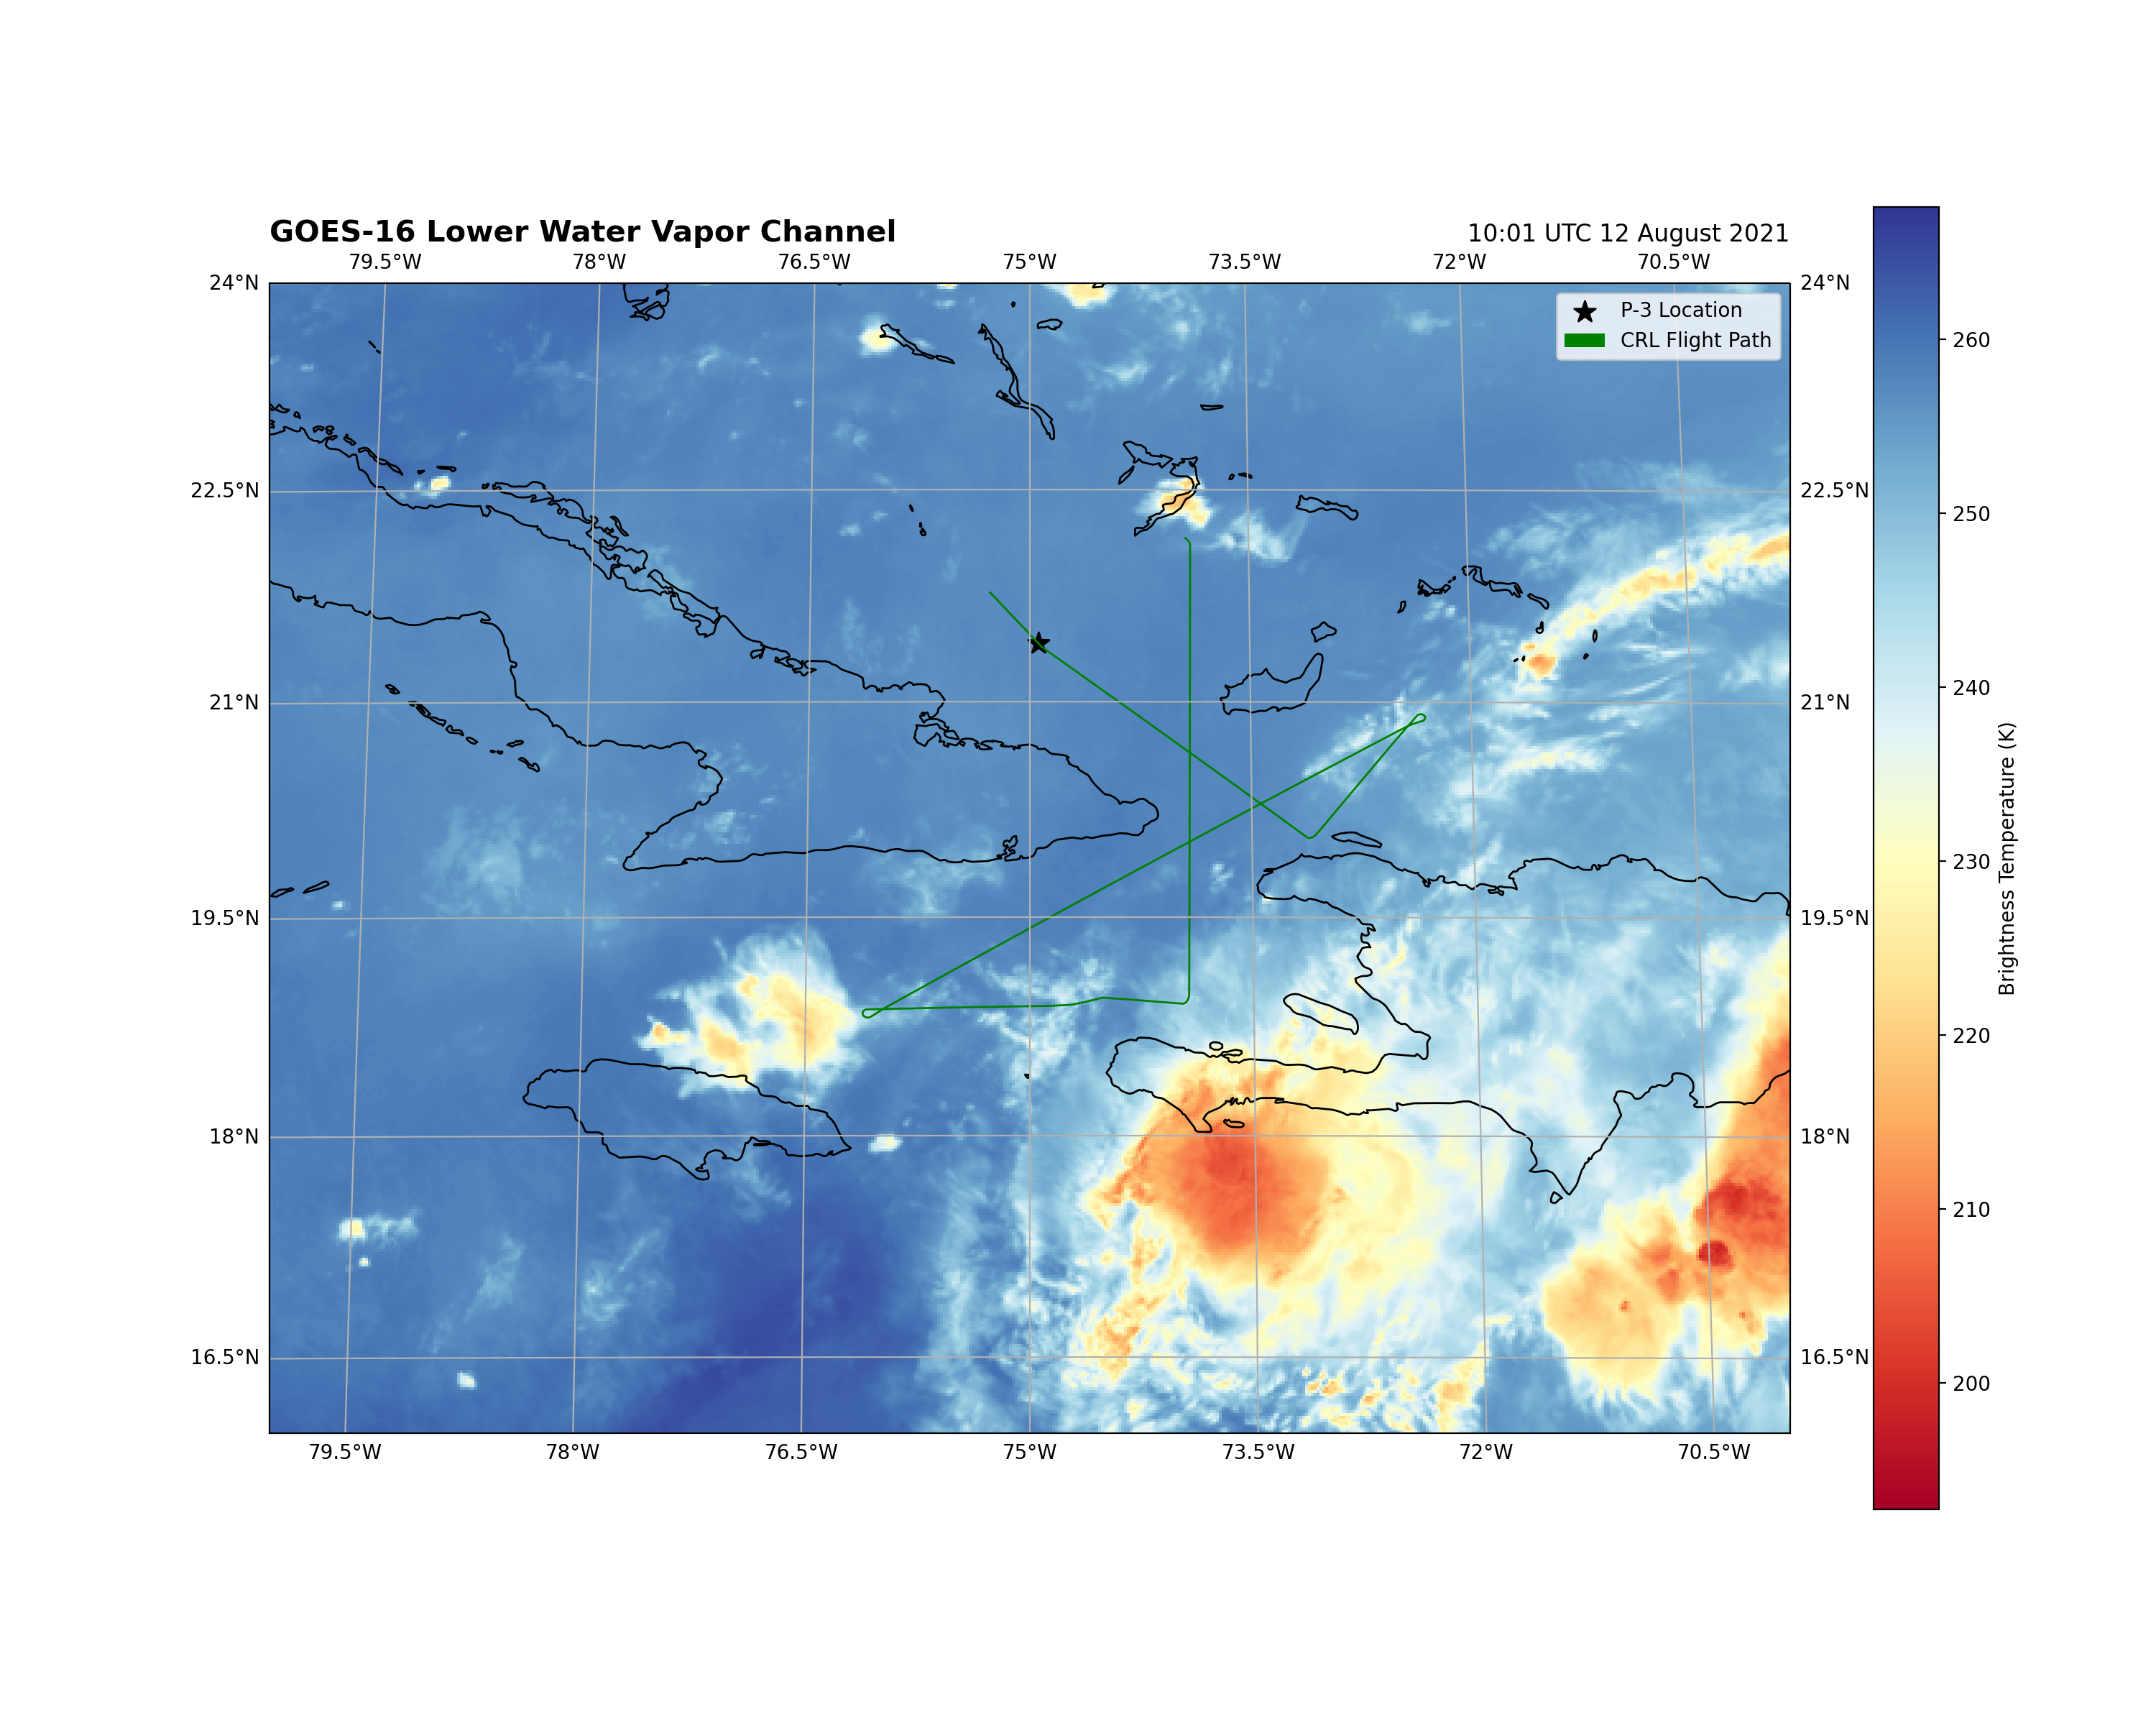 GOES-16 Lower Water Vapor Channel
10:01 UTC 12 August 2021
79.5°W 78°W 76.5°W 75°W 73.5°W 72°W 70.5°W
24°N 24°N
P-3 Location
CRL Flight Path
260
22.5°N 22.5°N
250
21°N 21°N
240
230
19.5°N 19.5°N
Brightness Temperature (K)
220
18°N 18°N
210
16.5°N 16.5°N
200
79.5°W 78°W 76.5°W 75°W 73.5°W 72°W 70.5°W